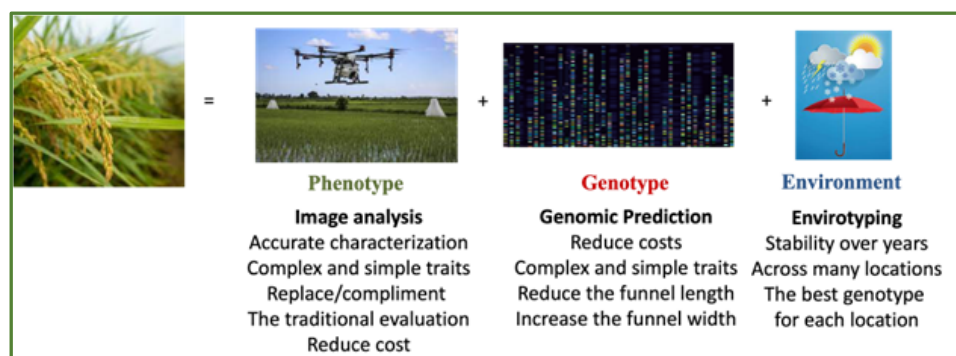 =
+
+
Phenotype
Image analysis
Accurate characterization
Complex and simple traits
Replace/compliment
The traditional evaluation
Reduce cost
Genotype
Genomic Prediction
Reduce costs
Complex and simple traits
Reduce the funnel length
Increase the funnel width
Environment
Envirotyping
Stability over years
Across many locations
The best genotype
for each location